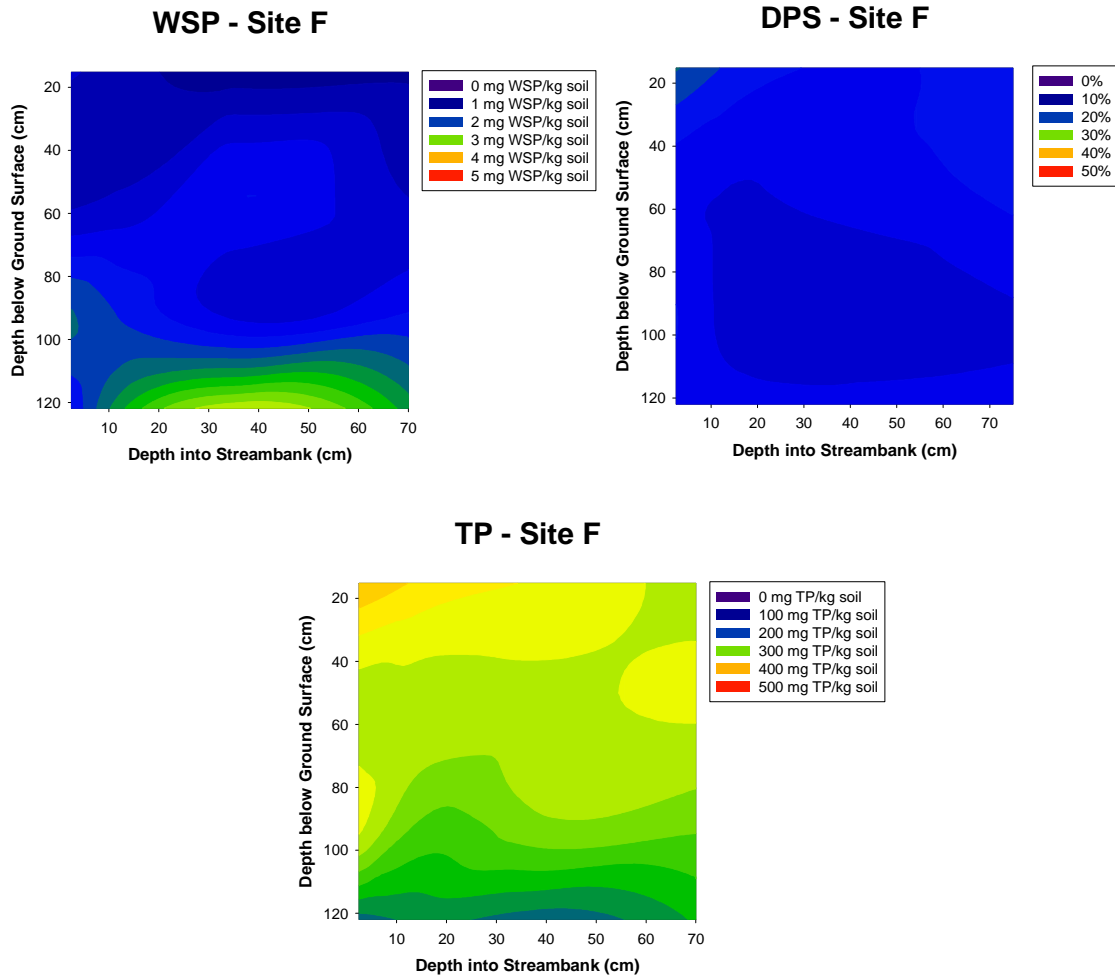 WSP - Site F
Depth below Ground Surface (cm)
20
40
60
80
100
120
10 20 30 40 50 60 70
Depth into Streambank (cm)
0 mg WSP/kg soil
1 mg WSP/kg soil
2 mg WSP/kg soil
3 mg WSP/kg soil
4 mg WSP/kg soil
5 mg WSP/kg soil
DPS - Site F
Depth below Ground Surface (cm)
20
40
60
80
100
120
10 20 30 40 50 60 70
Depth into Streambank (cm)
0%
10%
20%
30%
40%
50%
TP - Site F
Depth below Ground Surface (cm)
20
40
60
80
100
120
10 20 30 40 50 60 70
Depth into Streambank (cm)
0 mg TP/kg soil
100 mg TP/kg soil
200 mg TP/kg soil
300 mg TP/kg soil
400 mg TP/kg soil
500 mg TP/kg soil